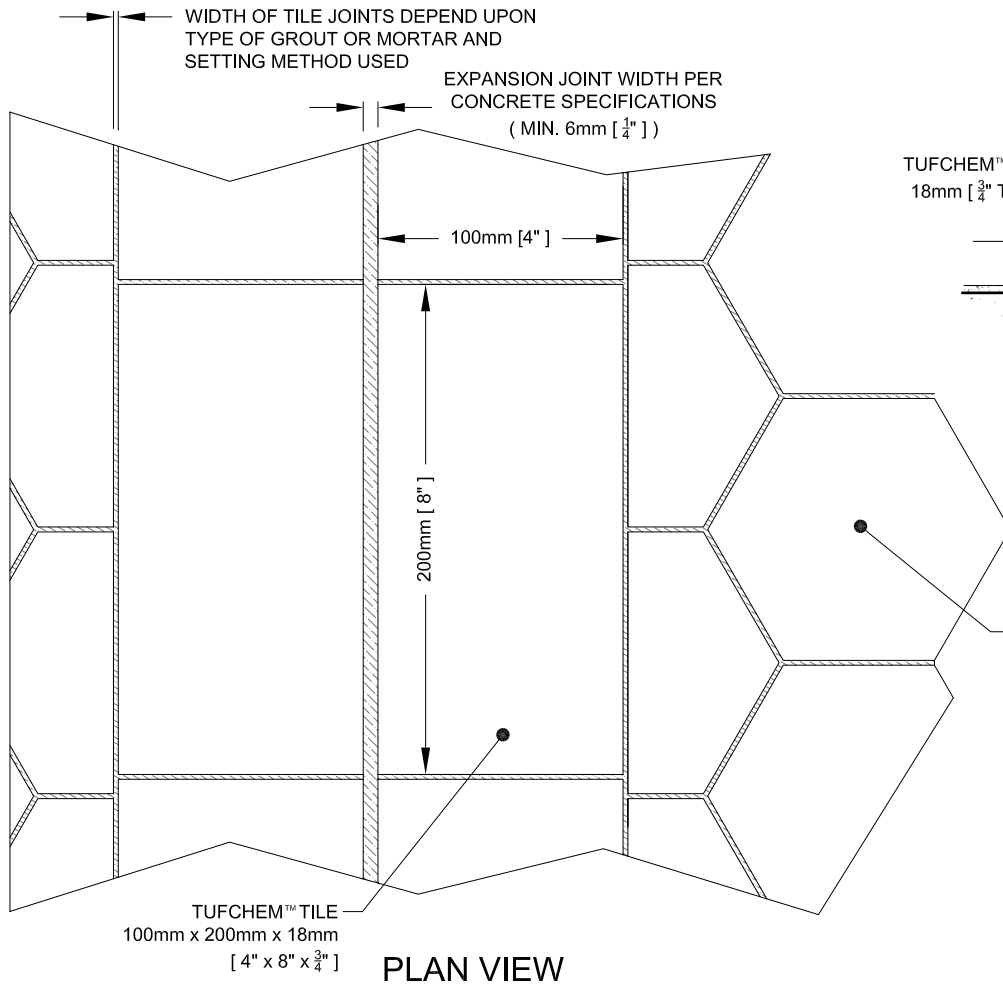 WIDTH OF TILE JOINTS DEPEND UPON
TYPE OF GROUT OR MORTAR AND
SETTING METHOD USED
EXPANSION JOINT WIDTH PER
CONCRETE SPECIFICATIONS
( MIN. 6mm [ 1/4" ] )
TUFCHEM™
18mm [ 3/4" T
100mm [4" ]
200mm [ 8" ]
TUFCHEM™ TILE
100mm x 200mm x 18mm
[ 4" x 8" x 3/4" ]
PLAN VIEW